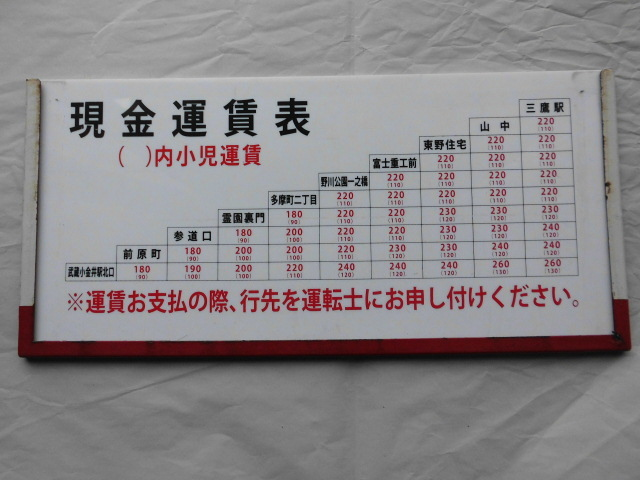 現金運賃表
( )内小児運賃
三鷹駅
山中 220
(110)
東野住宅 220 220
(110) (110)
富士重工前 220 220 220
(110) (110) (110)
野川公園一之橋 220 220 220 220
(110) (110) (110) (110)
多摩町二丁目 220 220 220 220 220
(110) (110) (110) (110) (110)
霊園裏門 180 220 220 220 230 230
(90) (110) (110) (110) (120) (120)
参道口 180 200 220 220 230 230 230
(90) (100) (110) (110) (120) (120) (120)
前原町 180 200 200 220 220 230 240 240
(90) (100) (100) (110) (110) (120) (120) (120)
武蔵小金井駅北口 180 190 200 220 240 240 240 260 260
(90) (100) (100) (110) (120) (120) (120) (130) (130)
※運賃お支払の際、行先を運転士にお申し付けください。